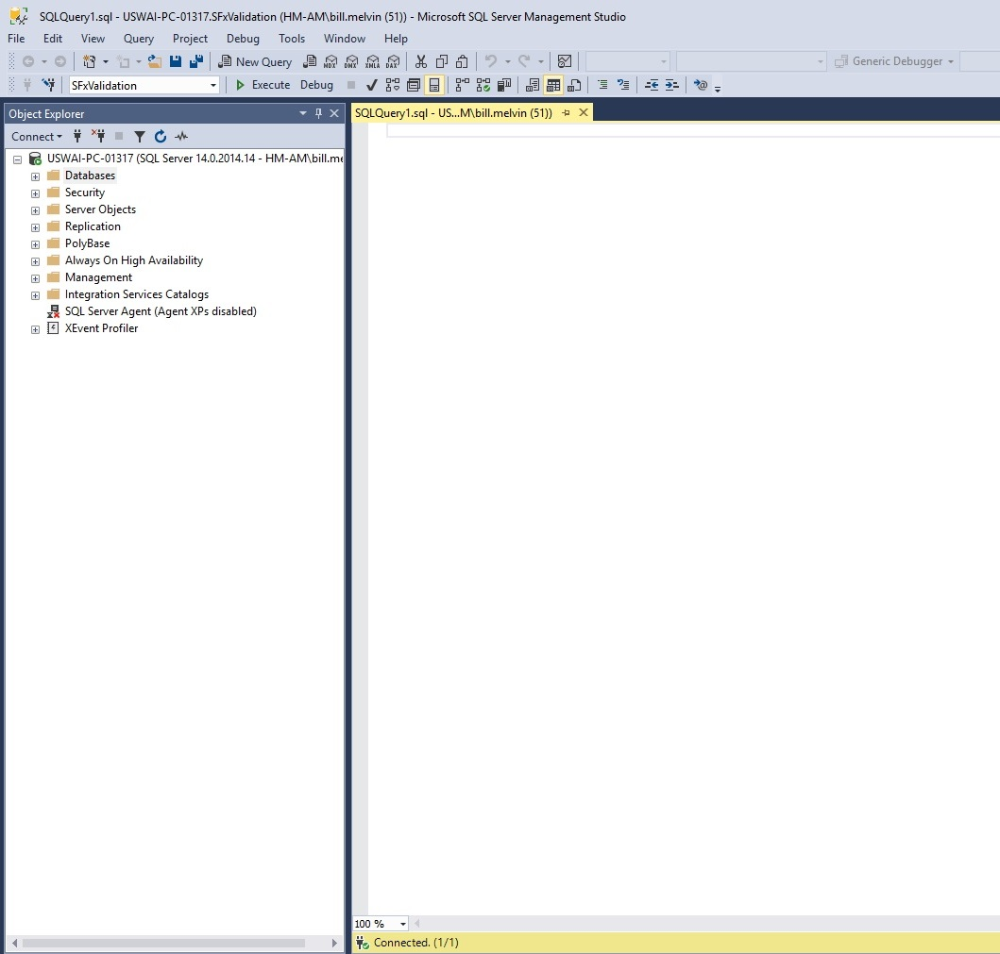 SQLQuery1.sql - USWAI-PC-01317.SFxValidation (HM-AM\bill.melvin (51)) - Microsoft SQL Server Management Studio
File Edit View Query Project Debug Tools Window Help
New Query MDX DMX XMLA DAX Generic Debugger
SFxValidation Execute Debug
Object Explorer
SQLQuery1.sql - US...M\bill.melvin (51))
Connect
USWAI-PC-01317 (SQL Server 14.0.2014.14 - HM-AM\bill.me
Databases
Security
Server Objects
Replication
PolyBase
Always On High Availability
Management
Integration Services Catalogs
SQL Server Agent (Agent XPs disabled)
XEvent Profiler
100 %
Connected. (1/1)